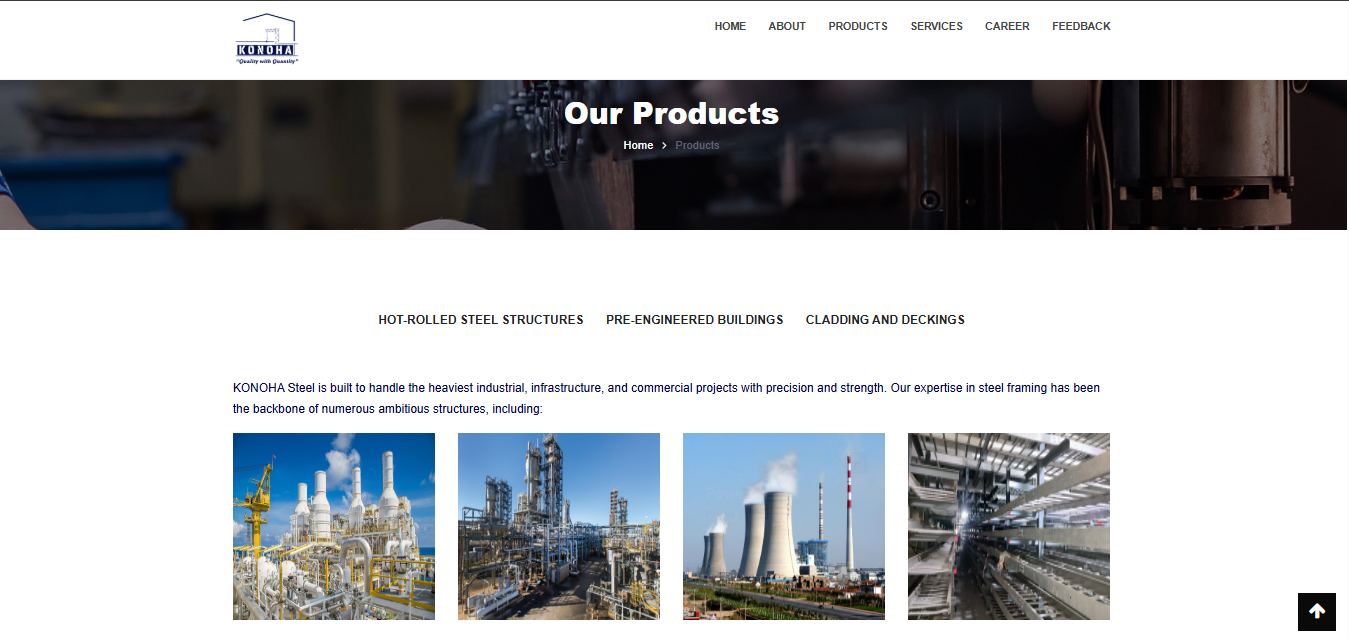 KONOHA
"Quality with Quantity"
HOME ABOUT PRODUCTS SERVICES CAREER FEEDBACK
Our Products
Home > Products
HOT-ROLLED STEEL STRUCTURES PRE-ENGINEERED BUILDINGS CLADDING AND DECKINGS
KONOHA Steel is built to handle the heaviest industrial, infrastructure, and commercial projects with precision and strength. Our expertise in steel framing has been
the backbone of numerous ambitious structures, including: